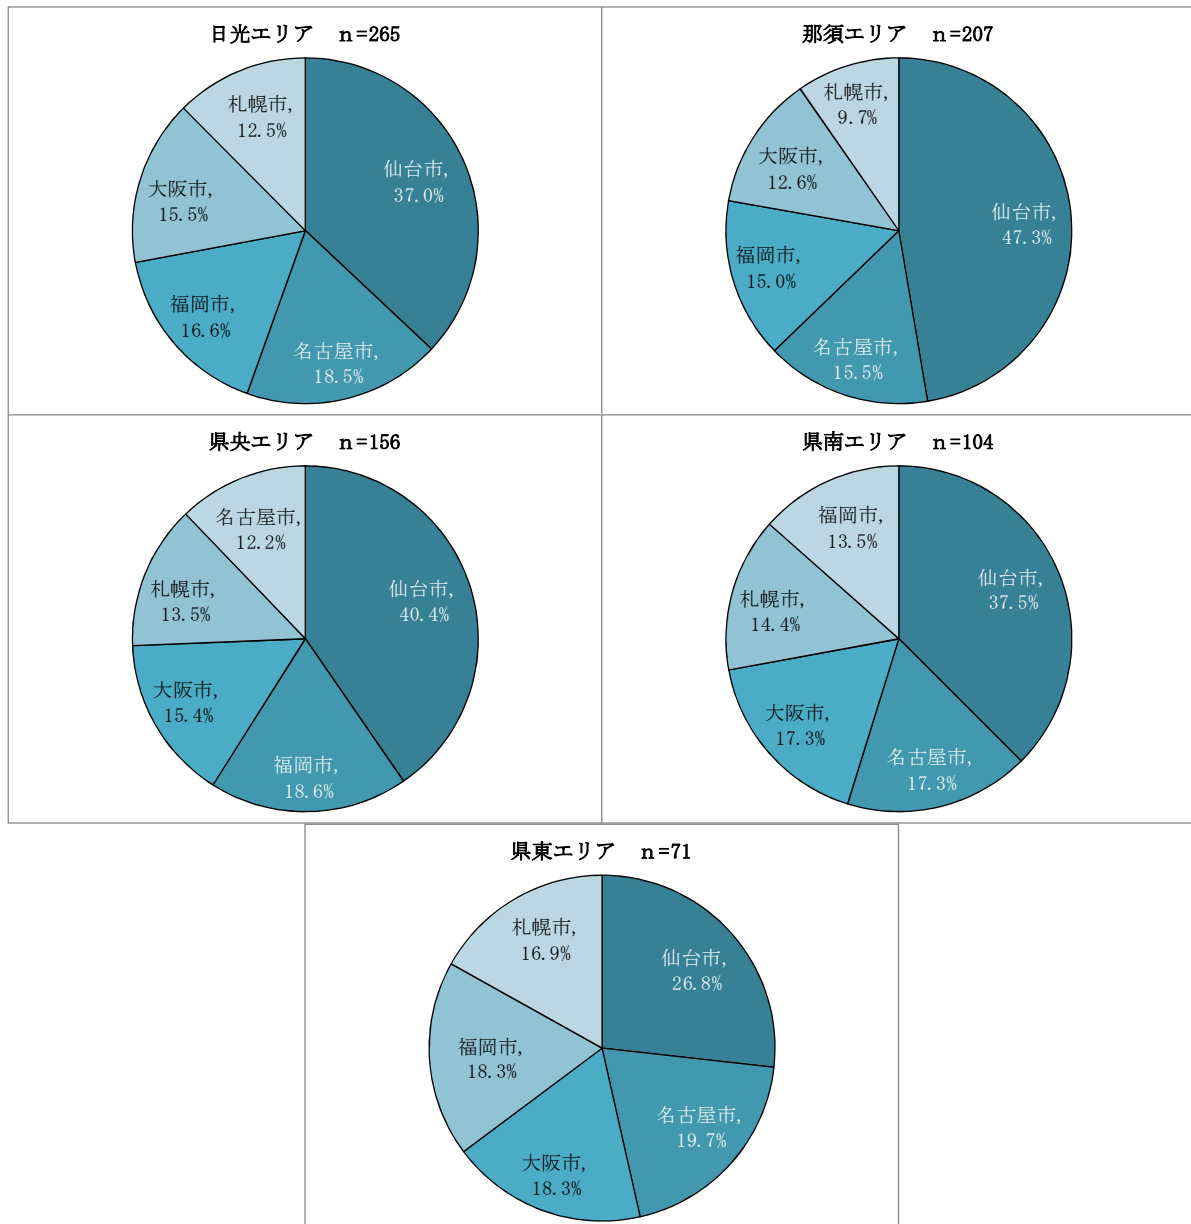 日光エリア n=265
札幌市,
12.5%
仙台市,
37.0%
大阪市,
15.5%
福岡市,
16.6%
名古屋市,
18.5%
那須エリア n=207
札幌市,
9.7%
大阪市,
12.6%
仙台市,
47.3%
福岡市,
15.0%
名古屋市,
15.5%
県央エリア n=156
名古屋市,
12.2%
札幌市,
13.5%
仙台市,
40.4%
大阪市,
15.4%
福岡市,
18.6%
県南エリア n=104
福岡市,
13.5%
仙台市,
37.5%
札幌市,
14.4%
大阪市,
17.3%
名古屋市,
17.3%
県東エリア n=71
札幌市,
16.9%
仙台市,
26.8%
福岡市,
18.3%
名古屋市,
19.7%
大阪市,
18.3%